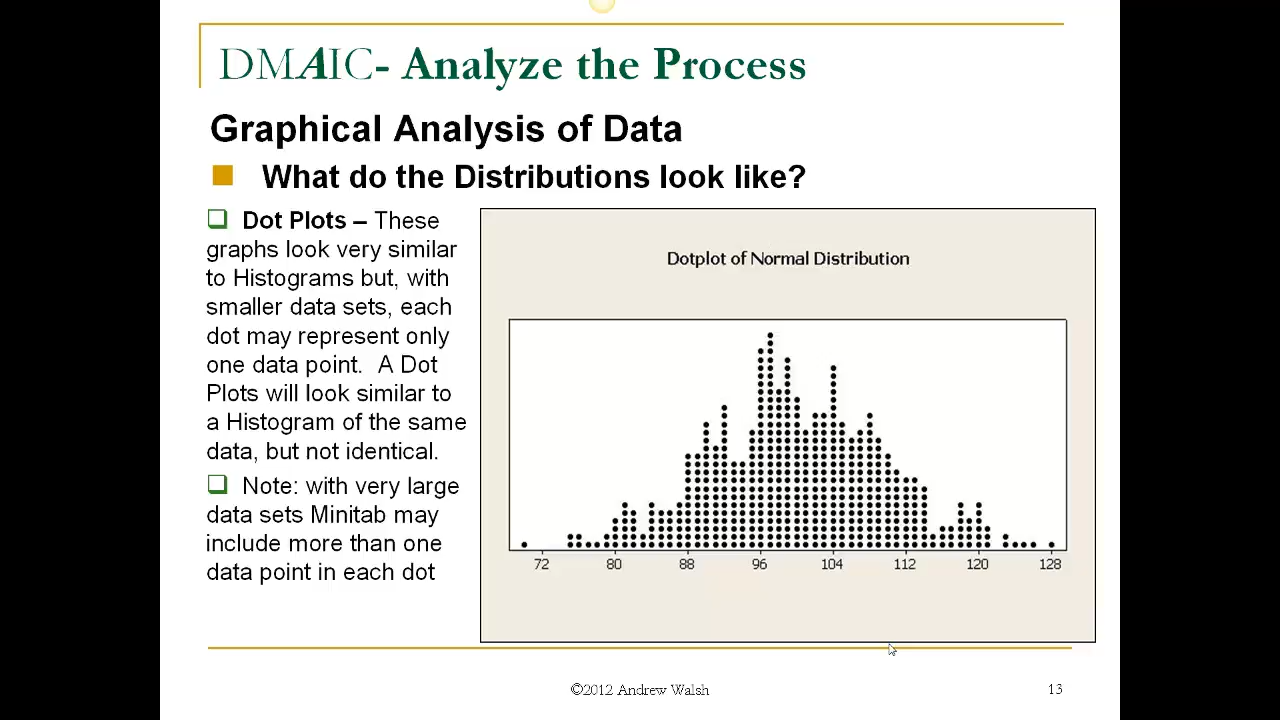 DMAIC- Analyze the Process
Graphical Analysis of Data
What do the Distributions look like?
Dot Plots – These
graphs look very similar
to Histograms but, with
smaller data sets, each
dot may represent only
one data point. A Dot
Plots will look similar to
a Histogram of the same
data, but not identical.
Note: with very large
data sets Minitab may
include more than one
data point in each dot
Dotplot of Normal Distribution
72 80 88 96 104 112 120 128
©2012 Andrew Walsh
13